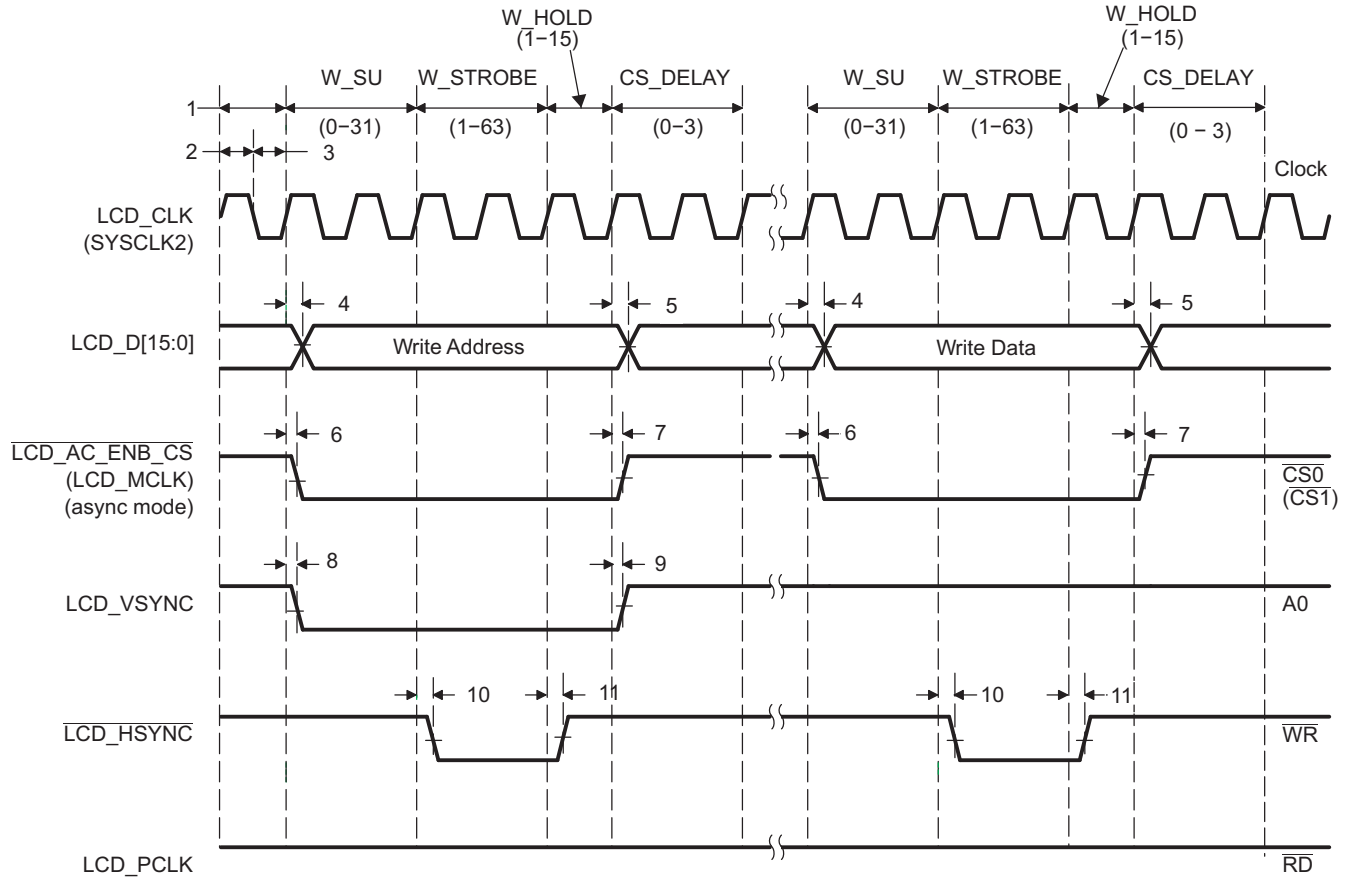 W_HOLD W_HOLD
(1−15) (1−15)
W_SU W_STROBE CS_DELAY W_SU W_STROBE CS_DELAY
1
(0−31) (1−63) (0−3) (0−31) (1−63) (0 − 3)
2 3
Clock
LCD_CLK
(SYSCLK2)
4 5 4 5
LCD_D[15:0] Write Address Write Data
6 7 6 7
LCD_AC_ENB_CS
(LCD_MCLK) CS0
(async mode) (CS1)
8 9
LCD_VSYNC A0
10 11 10 11
LCD_HSYNC WR
LCD_PCLK RD